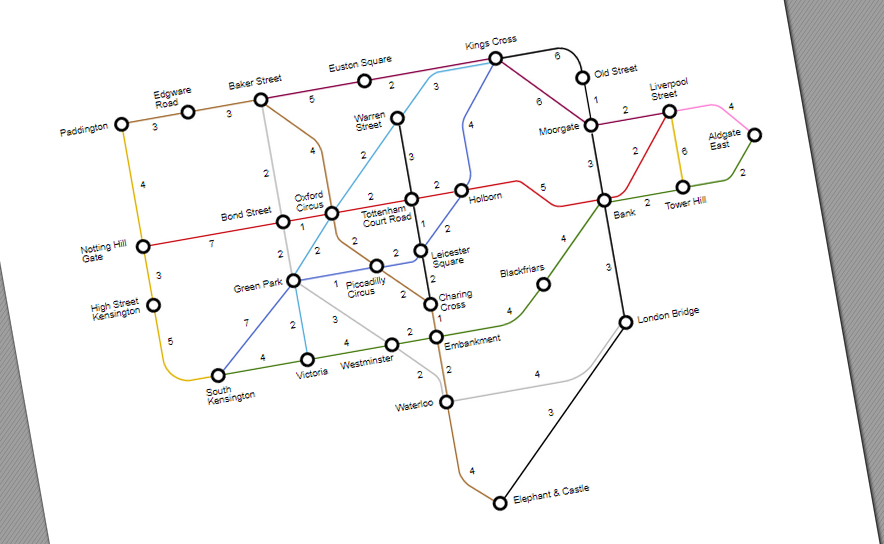 Kings Cross
6
Euston Square
Old Street
Baker Street
2
3
Liverpool
Street
Edgware
Road
5
6
1
2
4
Paddington
3
3
Warren
Street
4
Moorgate
Aldgate
East
4
2
3
3
2
6
2
4
2
2
2
5
Oxford
Circus
Tottenham
Court Road
Holborn
Bank
2
Tower Hill
Bond Street
1
1
2
Notting Hill
Gate
7
2
2
2
2
4
Leicester
Square
3
Green Park
1
Piccadilly
Circus
2
2
Blackfriars
3
High Street
Kensington
Charing
Cross
7
2
3
1
4
London Bridge
5
4
4
2
Embankment
South
Kensington
Victoria
Westminster
2
2
4
Waterloo
3
4
Elephant & Castle